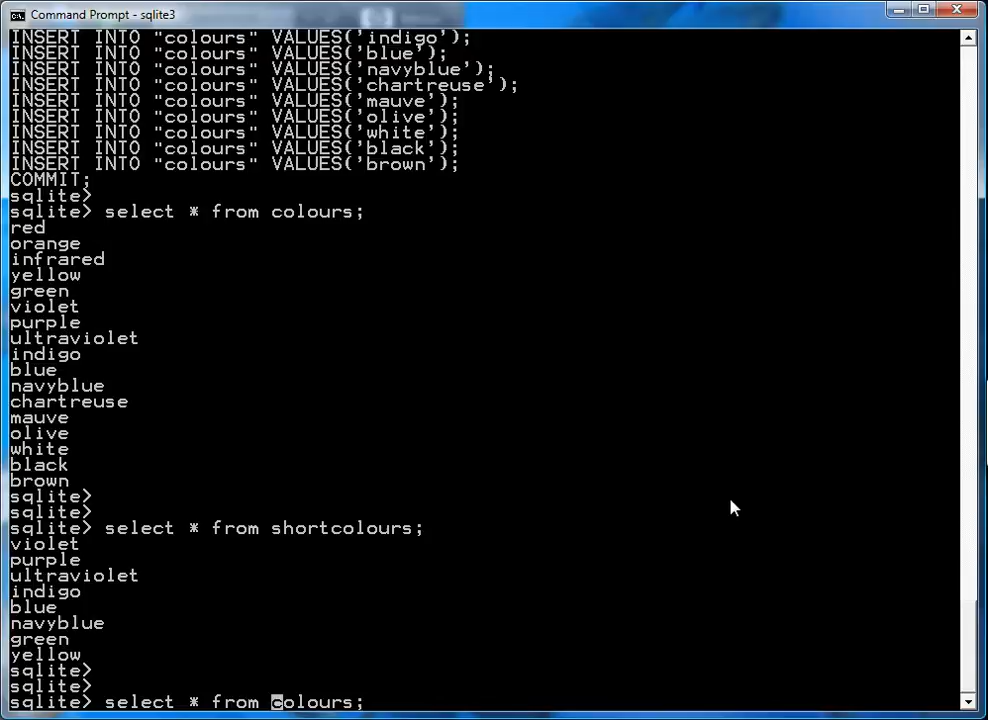 Command Prompt - sqlite3
INSERT INTO "colours" VALUES('indigo');
INSERT INTO "colours" VALUES('blue');
INSERT INTO "colours" VALUES('navyblue');
INSERT INTO "colours" VALUES('chartreuse');
INSERT INTO "colours" VALUES('mauve');
INSERT INTO "colours" VALUES('olive');
INSERT INTO "colours" VALUES('white');
INSERT INTO "colours" VALUES('black');
INSERT INTO "colours" VALUES('brown');
COMMIT;
sqlite>
sqlite> select * from colours;
red
orange
infrared
yellow
green
violet
purple
ultraviolet
indigo
blue
navyblue
chartreuse
mauve
olive
white
black
brown
sqlite>
sqlite>
sqlite> select * from shortcolours;
violet
purple
ultraviolet
indigo
blue
navyblue
green
yellow
sqlite>
sqlite>
sqlite> select * from colours;